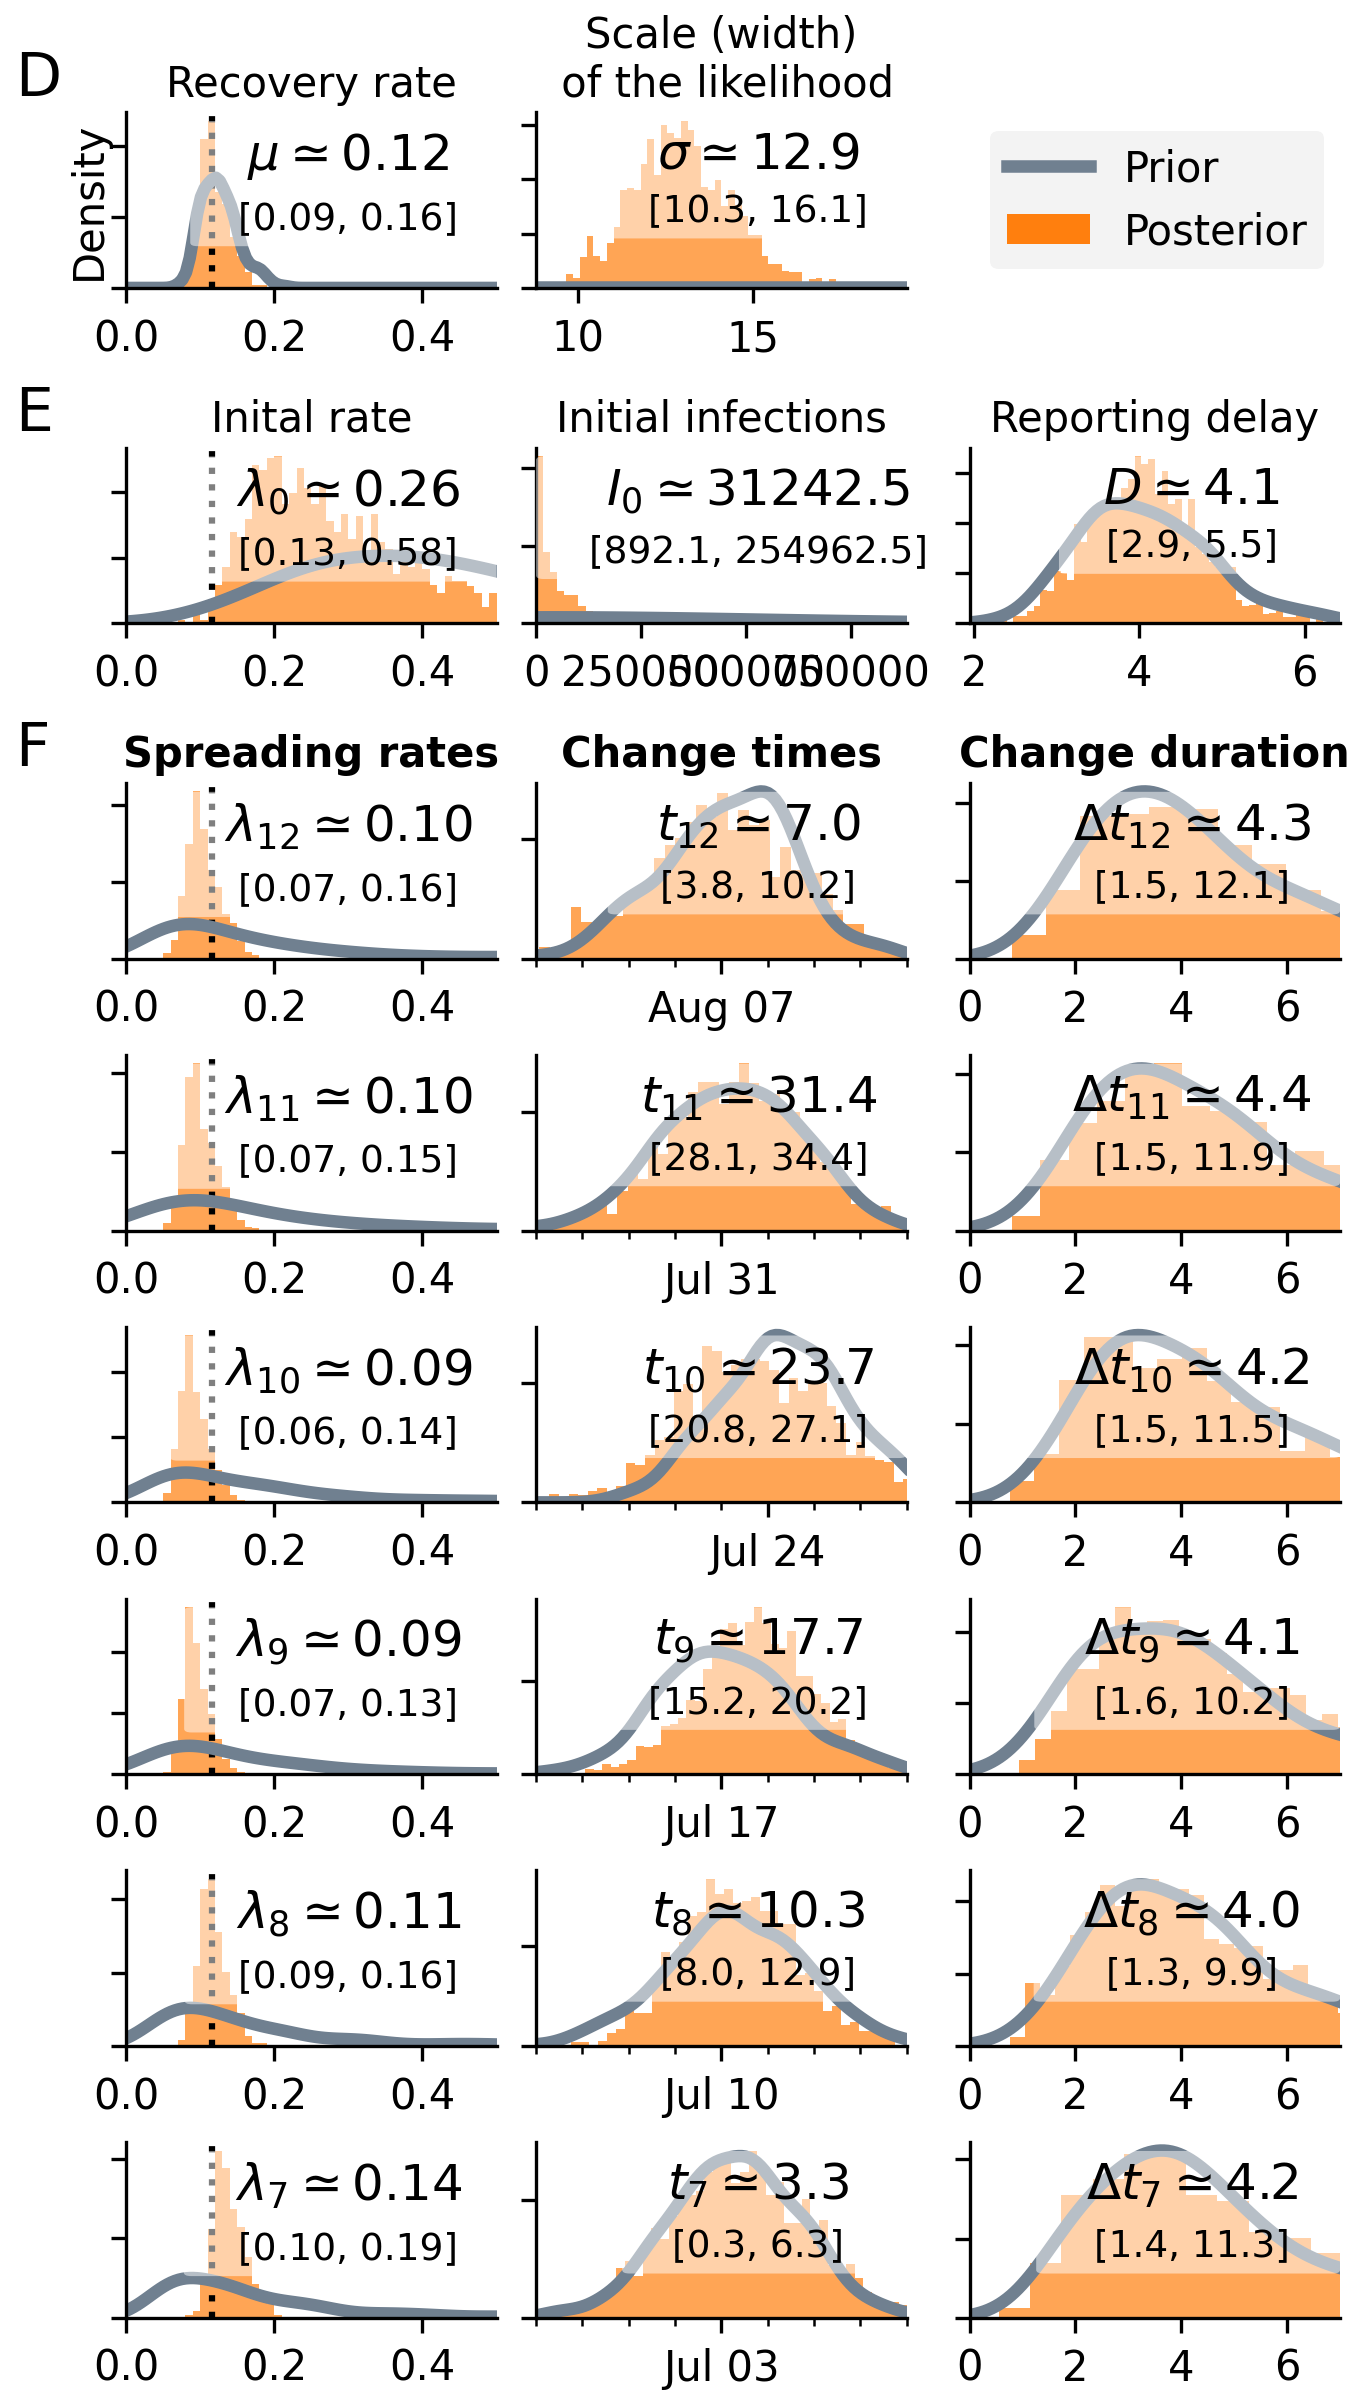 D
Recovery rate
Scale (width)
of the likelihood
Density
μ ≃ 0.12
[0.09, 0.16]
σ ≃ 12.9
[10.3, 16.1]
Prior
Posterior
0.0 0.2 0.4
10 15
E
Inital rate
Initial infections
Reporting delay
λ0 ≃ 0.26
[0.13, 0.58]
I0 ≃ 31242.5
[892.1, 254962.5]
D ≃ 4.1
[2.9, 5.5]
0.0 0.2 0.4
0 250000 500000 750000
2 4 6
F
Spreading rates
Change times
Change duration
λ12 ≃ 0.10
[0.07, 0.16]
t12 ≃ 7.0
[3.8, 10.2]
Δt12 ≃ 4.3
[1.5, 12.1]
0.0 0.2 0.4
Aug 07
0 2 4 6
λ11 ≃ 0.10
[0.07, 0.15]
t11 ≃ 31.4
[28.1, 34.4]
Δt11 ≃ 4.4
[1.5, 11.9]
0.0 0.2 0.4
Jul 31
0 2 4 6
λ10 ≃ 0.09
[0.06, 0.14]
t10 ≃ 23.7
[20.8, 27.1]
Δt10 ≃ 4.2
[1.5, 11.5]
0.0 0.2 0.4
Jul 24
0 2 4 6
λ9 ≃ 0.09
[0.07, 0.13]
t9 ≃ 17.7
[15.2, 20.2]
Δt9 ≃ 4.1
[1.6, 10.2]
0.0 0.2 0.4
Jul 17
0 2 4 6
λ8 ≃ 0.11
[0.09, 0.16]
t8 ≃ 10.3
[8.0, 12.9]
Δt8 ≃ 4.0
[1.3, 9.9]
0.0 0.2 0.4
Jul 10
0 2 4 6
λ7 ≃ 0.14
[0.10, 0.19]
t7 ≃ 3.3
[0.3, 6.3]
Δt7 ≃ 4.2
[1.4, 11.3]
0.0 0.2 0.4
Jul 03
0 2 4 6